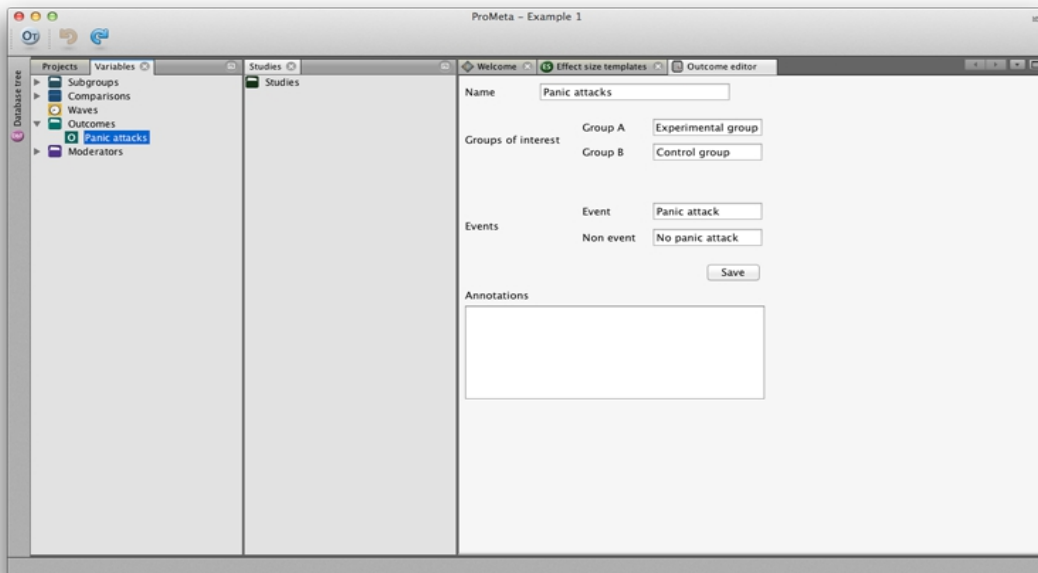 ProMeta - Example 1
OT
Database tree
Projects
Variables
Subgroups
Comparisons
Waves
Outcomes
O Panic attacks
Moderators
Studies
Studies
Welcome
ES Effect size templates
Outcome editor
Name Panic attacks
Groups of interest
Group A Experimental group
Group B Control group
Events
Event Panic attack
Non event No panic attack
Save
Annotations